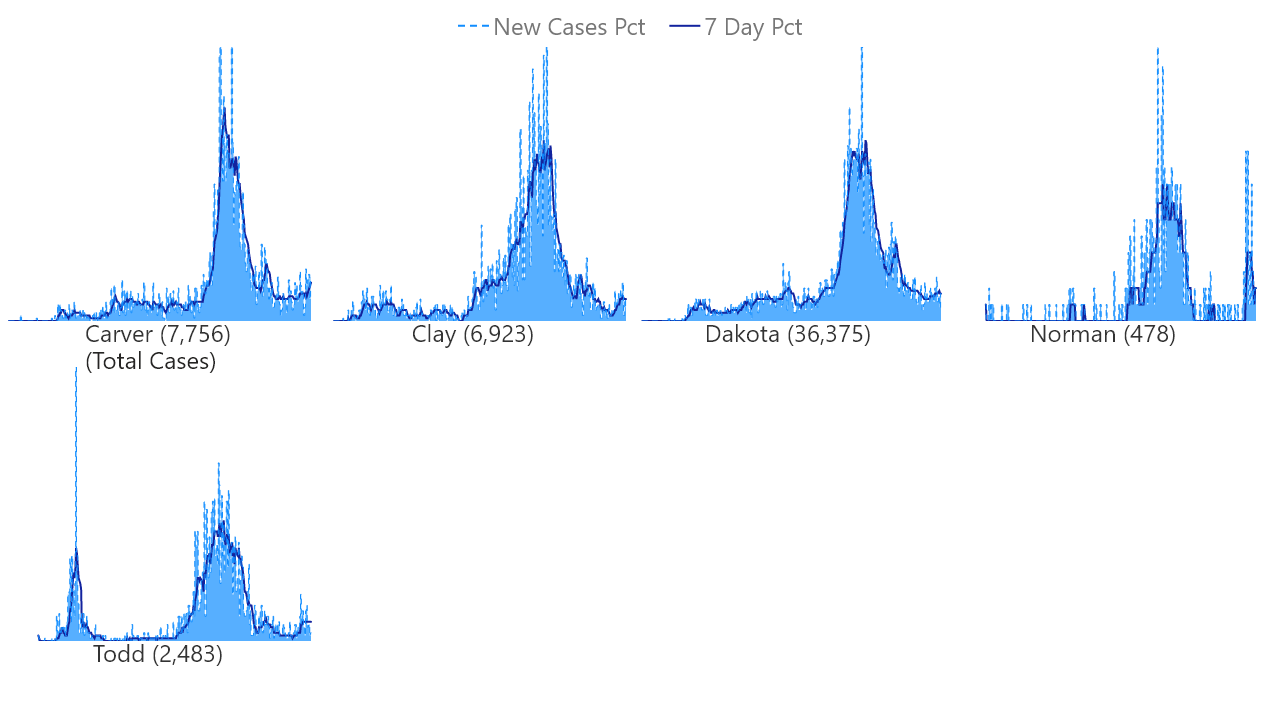 New Cases Pct 7 Day Pct
Carver (7,756)
(Total Cases)
Clay (6,923)
Dakota (36,375)
Norman (478)
Todd (2,483)